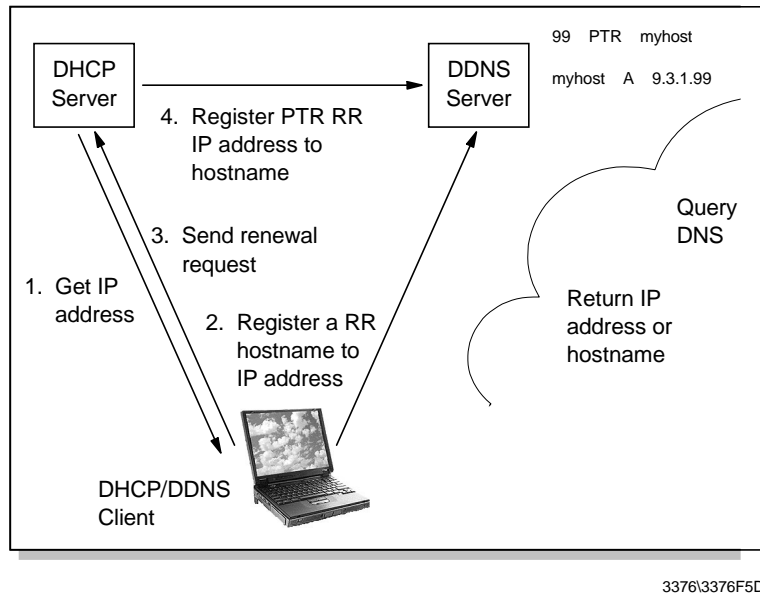 99 PTR myhost
myhost A 9.3.1.99
DHCP
Server
DDNS
Server
4. Register PTR RR
IP address to
hostname
Query
DNS
3. Send renewal
request
1. Get IP
address
2. Register a RR
hostname to
IP address
Return IP
address or
hostname
DHCP/DDNS
Client
3376\3376F5D